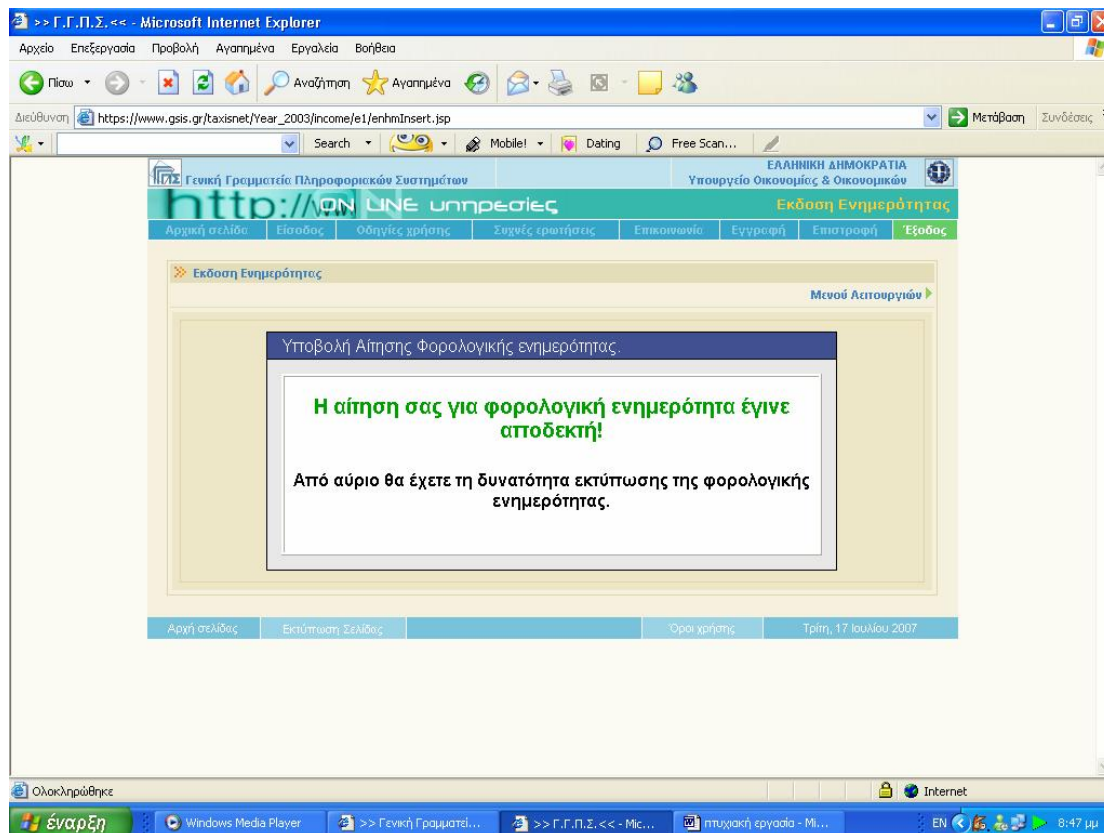 >> Γ.Γ.Π.Σ. << - Microsoft Internet Explorer
Αρχείο Επεξεργασία Προβολή Αγαπημένα Εργαλεία Βοήθεια
Πίσω Αναζήτηση Αγαπημένα
Διεύθυνση https://www.gsis.gr/taxisnet/Year_2003/income/e1/enhmInsert.jsp Μετάβαση Συνδέσεις
Search Mobile! Dating Free Scan...
ΓΓΠΣ Γενική Γραμματεία Πληροφοριακών Συστημάτων
ΕΛΛΗΝΙΚΗ ΔΗΜΟΚΡΑΤΙΑ
Υπουργείο Οικονομίας & Οικονομικών
http://
ON LINE υπηρεσίες
Εκδοση Ενημερότητας
Αρχική σελίδα Είσοδος Οδηγίες χρήσης Συχνές ερωτήσεις Επικοινωνία Εγγραφή Επιστροφή Έξοδος
Εκδοση Ενημερότητας
Μενού Λειτουργιών
Υποβολή Αίτησης Φορολογικής ενημερότητας.
Η αίτηση σας για φορολογική ενημερότητα έγινε
αποδεκτή!
Από αύριο θα έχετε τη δυνατότητα εκτύπωσης της φορολογικής
ενημερότητας.
Αρχή σελίδας Εκτύπωση Σελίδας Όροι χρήσης Τρίτη, 17 Ιουλίου 2007
Ολοκληρώθηκε Internet
έναρξη Windows Media Player >> Γενική Γραμματεί... >> Γ.Γ.Π.Σ. << - Mic... πτυχιακή εργασία - Mi... EN 8:47 μμ